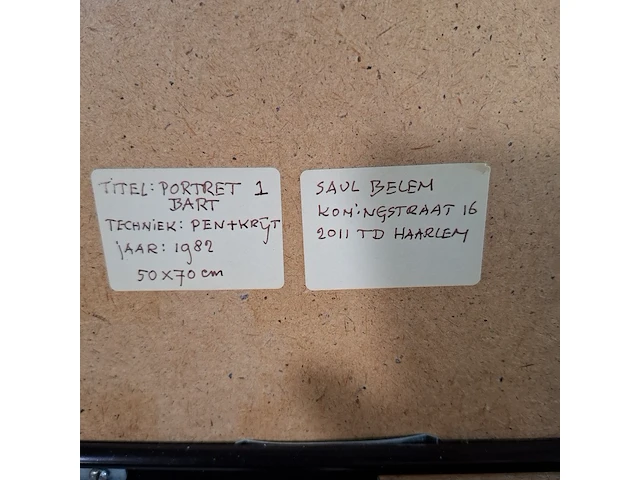 TITEL: PORTRET 1
BART
TECHNIEK: PEN+KRIJT
JAAR: 1982
50X70 cm
SAUL BELEM
KONINGSTRAAT 16
2011 TD HAARLEM